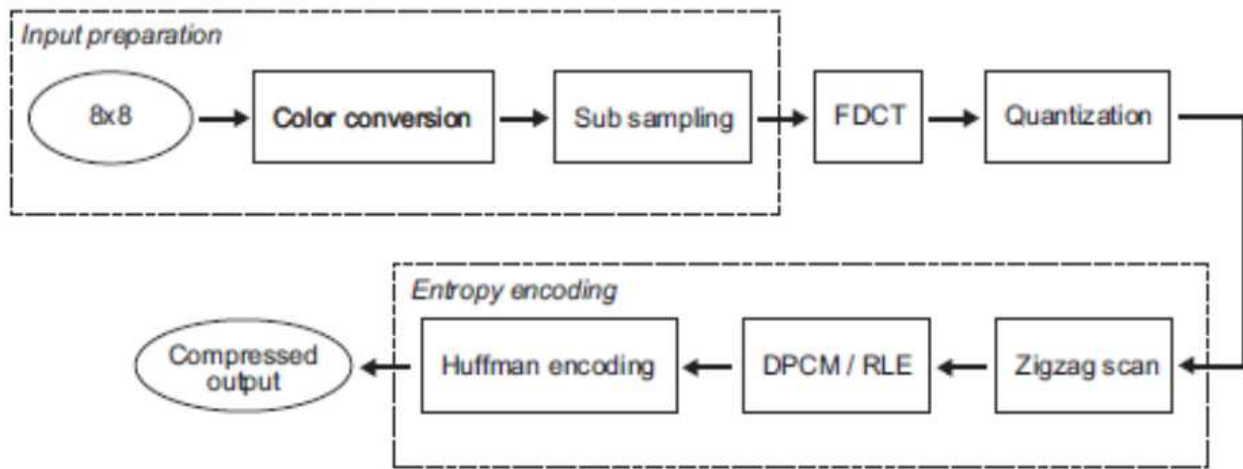 Input preparation
8x8
Color conversion
Sub sampling
FDCT
Quantization
Entropy encoding
Zigzag scan
DPCM / RLE
Huffman encoding
Compressed
output